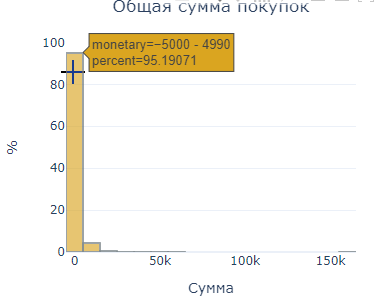 Общая сумма покупок
monetary=−5000 - 4990
percent=95.19071
100
80
60
40
20
0
%
0
50k
100k
150k
Сумма